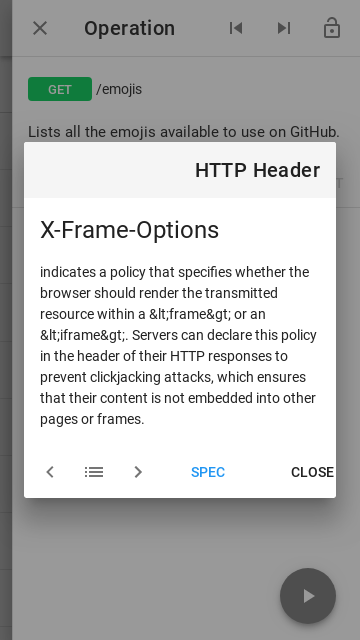 Operation
GET /emojis
Lists all the emojis available to use on GitHub.
T
HTTP Header
X-Frame-Options
indicates a policy that specifies whether the
browser should render the transmitted
resource within a &lt;frame&gt; or an
&lt;iframe&gt;. Servers can declare this policy
in the header of their HTTP responses to
prevent clickjacking attacks, which ensures
that their content is not embedded into other
pages or frames.
SPEC CLOSE